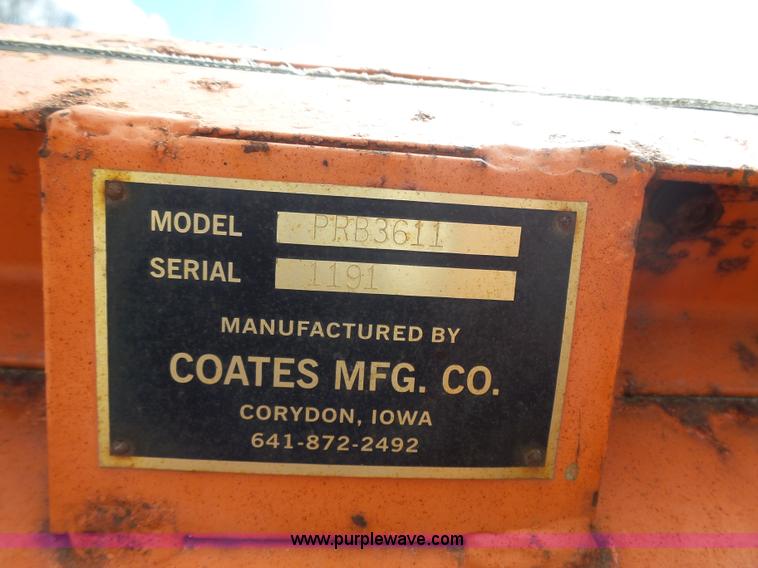 MODEL PRB3611
SERIAL 1191
MANUFACTURED BY
COATES MFG. CO.
CORYDON, IOWA
641-872-2492
www.purplewave.com